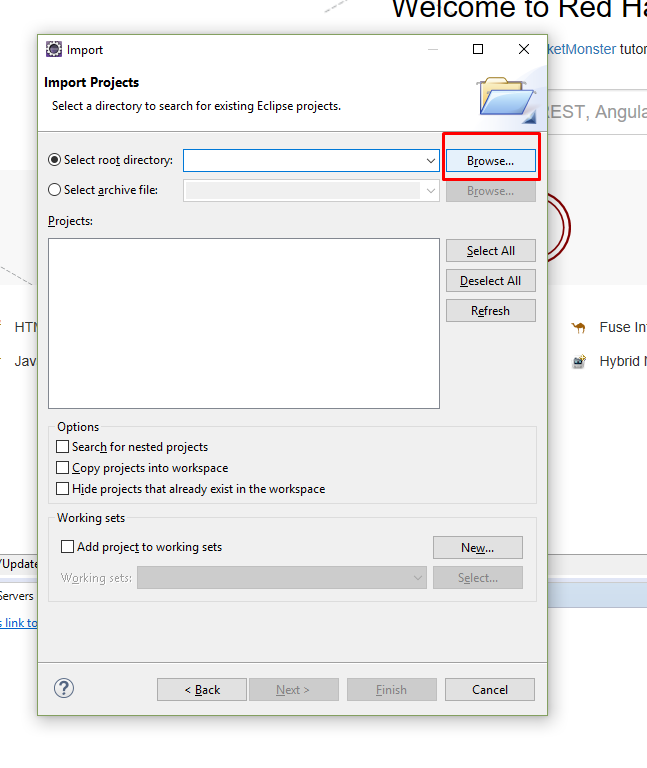 Welcome to Red Ha
Import
ketMonster tutor
Import Projects
Select a directory to search for existing Eclipse projects.
EST, Angula
Select root directory:
Browse...
Select archive file:
Browse...
Projects:
Select All
Deselect All
Refresh
HTM
Fuse Int
Jav
Hybrid M
Options
Search for nested projects
Copy projects into workspace
Hide projects that already exist in the workspace
Working sets
Add project to working sets
New...
/Update
Working sets:
Select...
Servers
s link to
?
< Back
Next >
Finish
Cancel